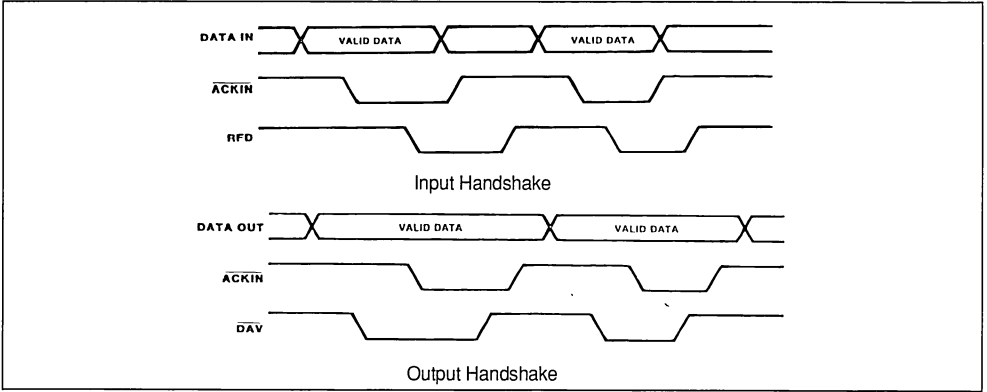 DATA IN VALID DATA VALID DATA
ACKIN
RFD
Input Handshake
DATA OUT VALID DATA VALID DATA
ACKIN
DAV
Output Handshake